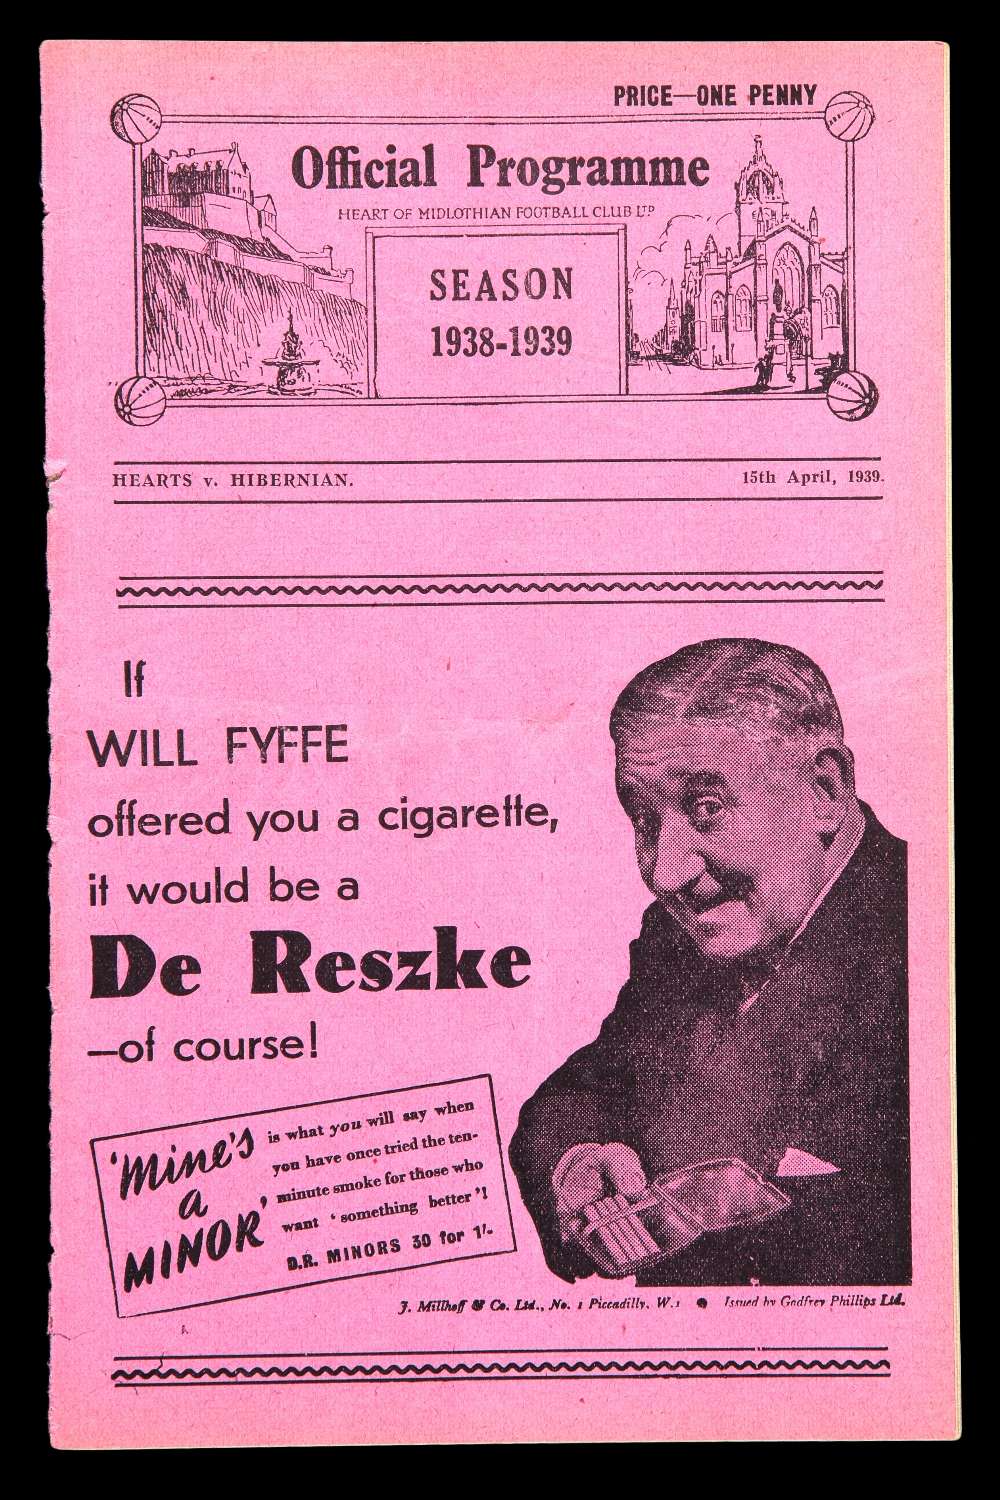 PRICE—ONE PENNY
Official Programme
HEART OF MIDLOTHIAN FOOTBALL CLUB LTD
SEASON
1938-1939
HEARTS v. HIBERNIAN.
15th April, 1939.
If
WILL FYFFE
offered you a cigarette,
it would be a
De Reszke
—of course!
'Mine's
a
MINOR'
is what you will say when
you have once tried the ten-
minute smoke for those who
want 'something better'!
D.R. MINORS 30 for 1'-
J. Millhoff & Co. Ltd., No. 1 Piccadilly, W.1 ● Issued by Godfrey Phillips Ltd.